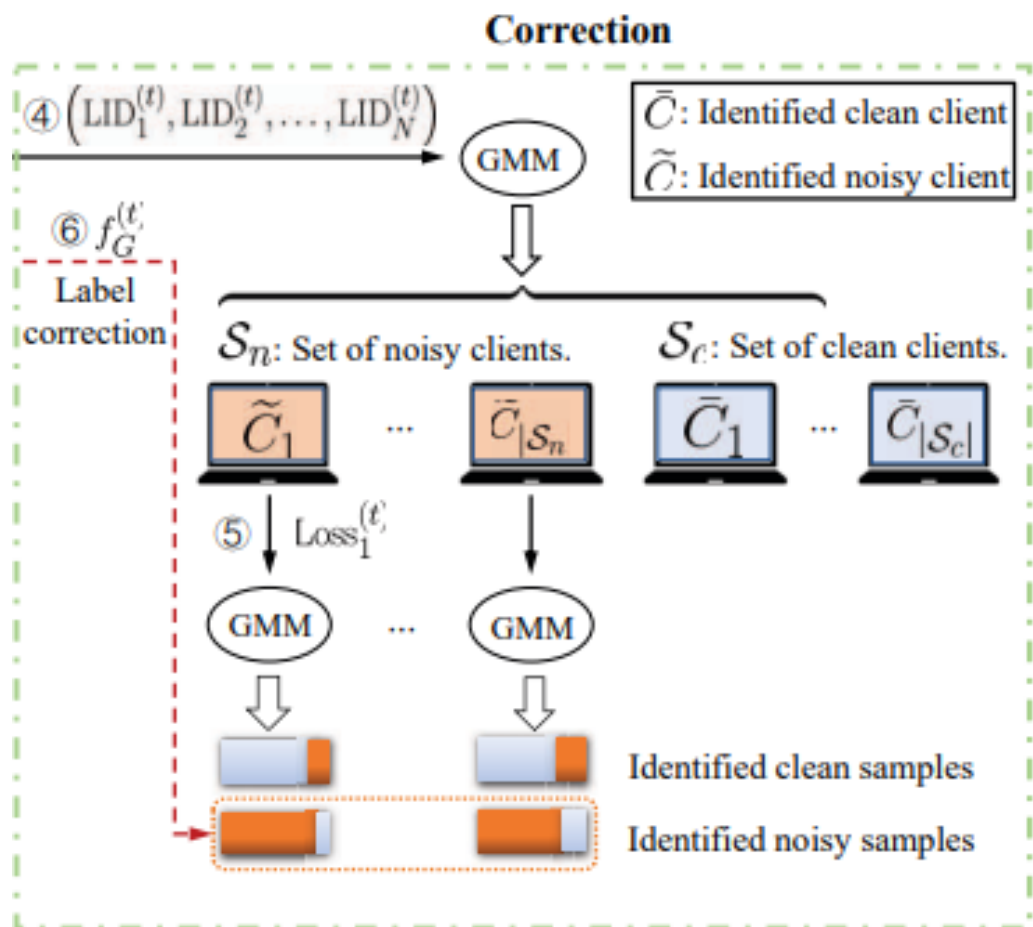 Correction
④ (LID₁⁽ᵗ⁾, LID₂⁽ᵗ⁾, ..., LID_N⁽ᵗ⁾)
GMM
C̄: Identified clean client
C̃: Identified noisy client
⑥ f_G⁽ᵗ⁾
Label
correction
𝒮ₙ: Set of noisy clients.
𝒮_c: Set of clean clients.
C̃₁ ... C̃_|𝒮ₙ| C̄₁ ... C̄_|𝒮_c|
⑤ Loss₁⁽ᵗ⁾
GMM ... GMM
Identified clean samples
Identified noisy samples